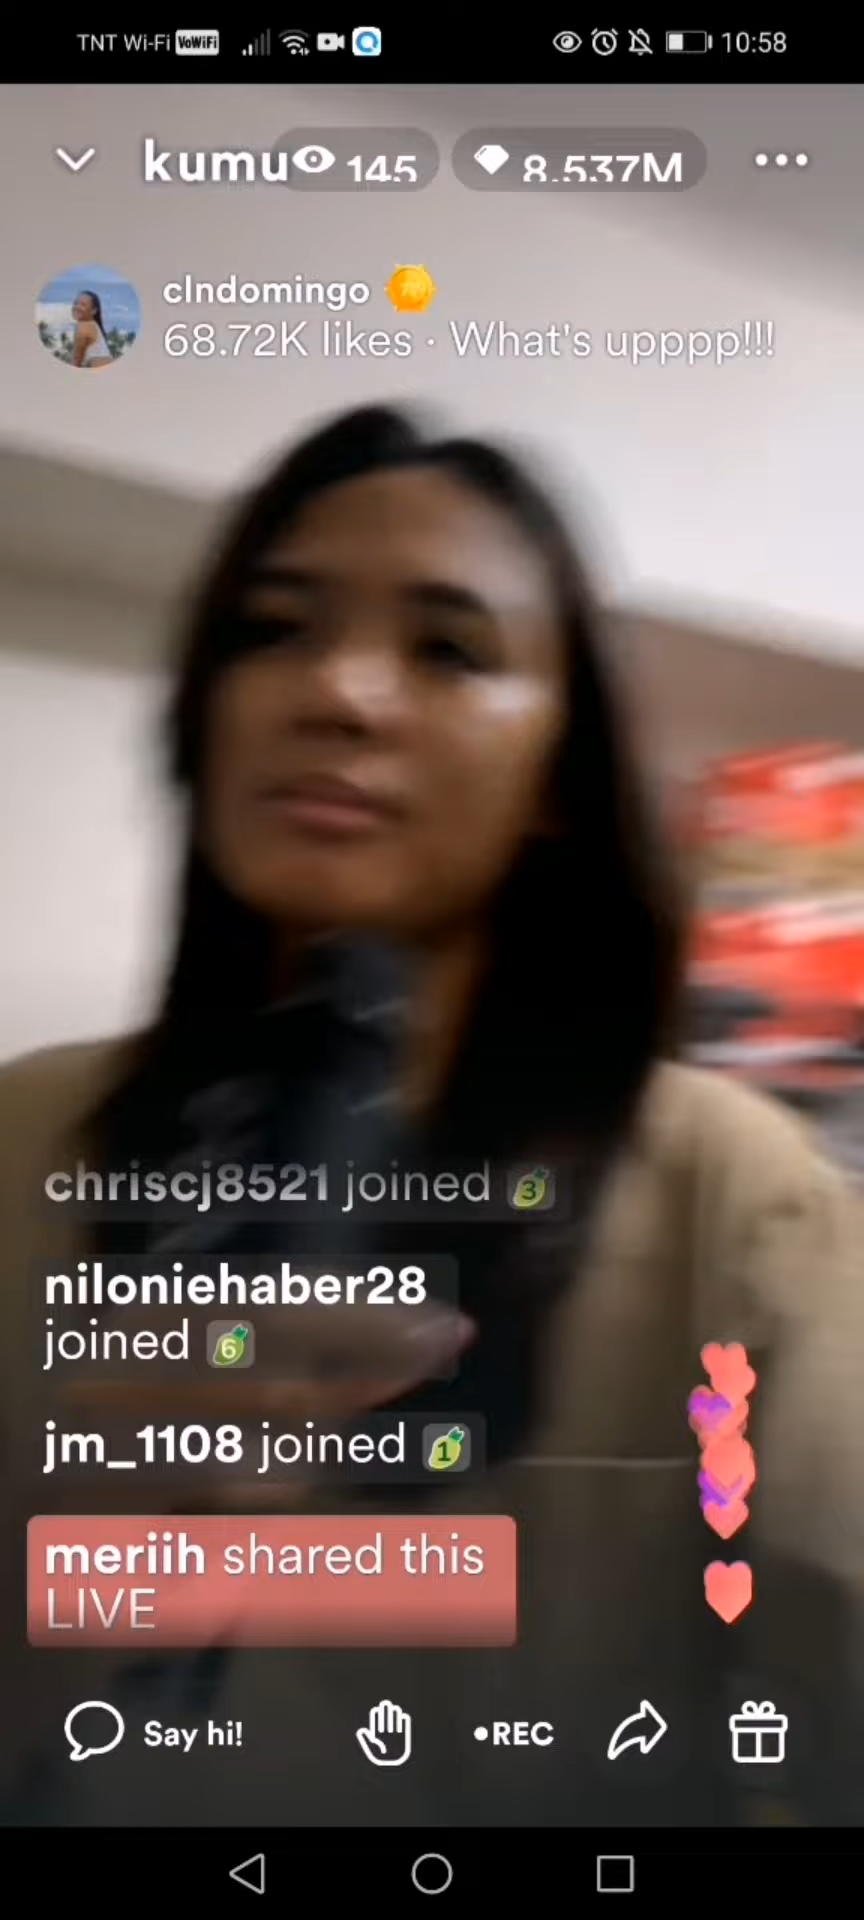 TNT Wi-Fi VoWiFi 10:58
kumu 145 8.537M
clndomingo
68.72K likes · What's upppp!!!
chriscj8521 joined 3
niloniehaber28
joined 6
jm_1108 joined 1
meriih shared this
LIVE
Say hi! •REC